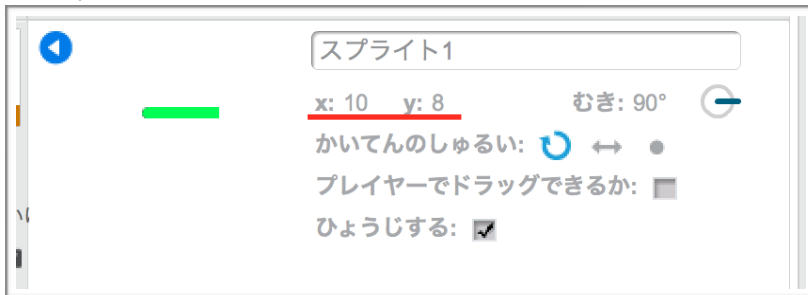 スプライト1
x: 10 y: 8 むき: 90°
かいてんのしゅるい:
プレイヤーでドラッグできるか:
ひょうじする: